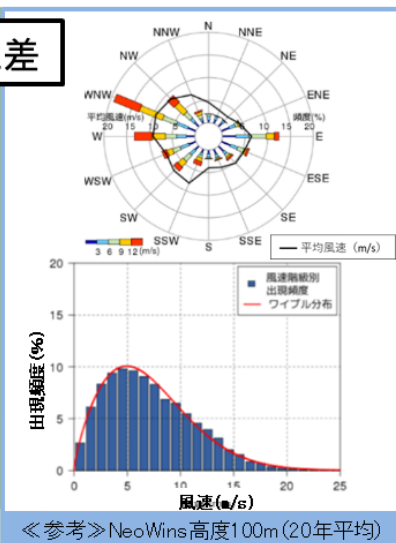 差
N
NNW
NE
NW
ENE
WNW
平均風速(m/s)
頻度(%)
20 15 10 5
5 10 15 20
W
E
WSW
ESE
SW
SE
SSW
S
SSE
3 6 9 12(m/s)
平均風速 (m/s)
20
風速階級別
出現頻度
ワイブル分布
15
出現頻度(%)
10
5
0
0 5 10 15 20 25
風速(m/s)
≪参考≫NeoWins高度100m(20年平均)